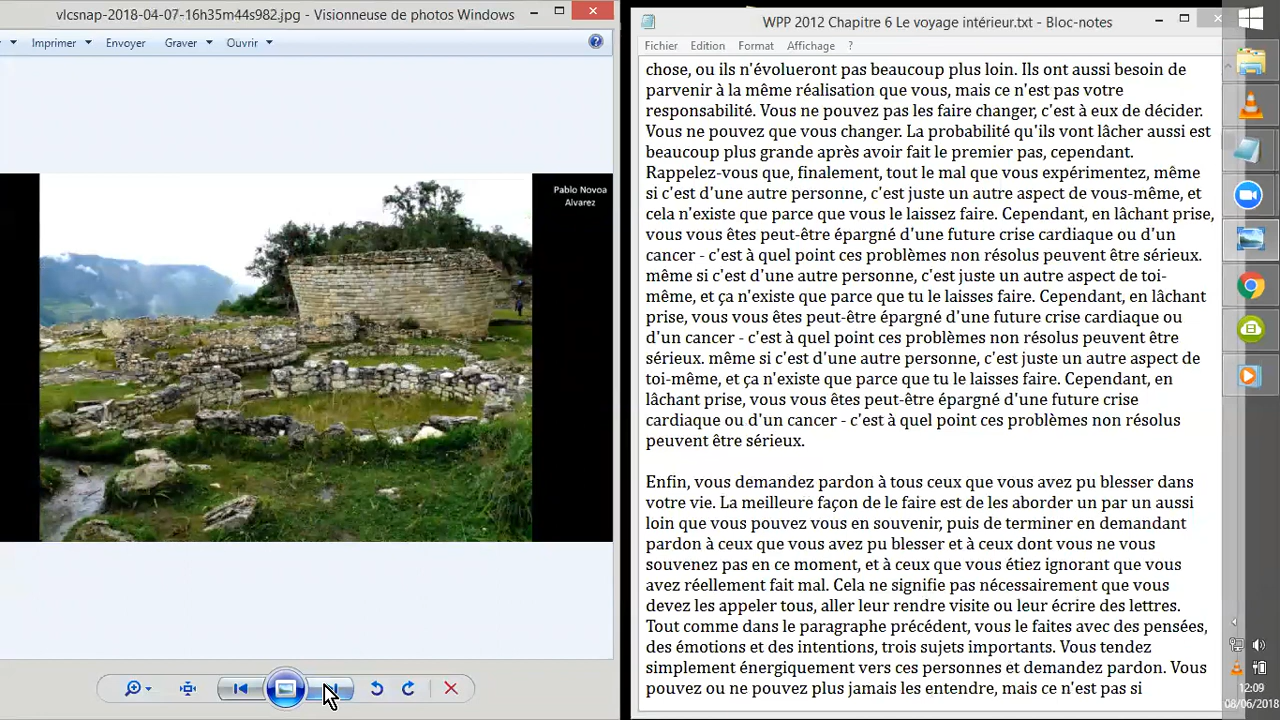 vlcsnap-2018-04-07-16h35m44s982.jpg - Visionneuse de photos Windows
Imprimer Envoyer Graver Ouvrir
Pablo Novoa
Alvarez
WPP 2012 Chapitre 6 Le voyage intérieur.txt - Bloc-notes
Fichier Edition Format Affichage ?
chose, ou ils n'évolueront pas beaucoup plus loin. Ils ont aussi besoin de
parvenir à la même réalisation que vous, mais ce n'est pas votre
responsabilité. Vous ne pouvez pas les faire changer, c'est à eux de décider.
Vous ne pouvez que vous changer. La probabilité qu'ils vont lâcher aussi est
beaucoup plus grande après avoir fait le premier pas, cependant.
Rappelez-vous que, finalement, tout le mal que vous expérimentez, même
si c'est d'une autre personne, c'est juste un autre aspect de vous-même, et
cela n'existe que parce que vous le laissez faire. Cependant, en lâchant prise,
vous vous êtes peut-être épargné d'une future crise cardiaque ou d'un
cancer - c'est à quel point ces problèmes non résolus peuvent être sérieux.
même si c'est d'une autre personne, c'est juste un autre aspect de toi-
même, et ça n'existe que parce que tu le laisses faire. Cependant, en lâchant
prise, vous vous êtes peut-être épargné d'une future crise cardiaque ou
d'un cancer - c'est à quel point ces problèmes non résolus peuvent être
sérieux. même si c'est d'une autre personne, c'est juste un autre aspect de
toi-même, et ça n'existe que parce que tu le laisses faire. Cependant, en
lâchant prise, vous vous êtes peut-être épargné d'une future crise
cardiaque ou d'un cancer - c'est à quel point ces problèmes non résolus
peuvent être sérieux.
Enfin, vous demandez pardon à tous ceux que vous avez pu blesser dans
votre vie. La meilleure façon de le faire est de les aborder un par un aussi
loin que vous pouvez vous en souvenir, puis de terminer en demandant
pardon à ceux que vous avez pu blesser et à ceux dont vous ne vous
souvenez pas en ce moment, et à ceux que vous étiez ignorant que vous
avez réellement fait mal. Cela ne signifie pas nécessairement que vous
devez les appeler tous, aller leur rendre visite ou leur écrire des lettres.
Tout comme dans le paragraphe précédent, vous le faites avec des pensées,
des émotions et des intentions, trois sujets importants. Vous tendez
simplement énergiquement vers ces personnes et demandez pardon. Vous
pouvez ou ne pouvez plus jamais les entendre, mais ce n'est pas si
12:09
08/06/2018